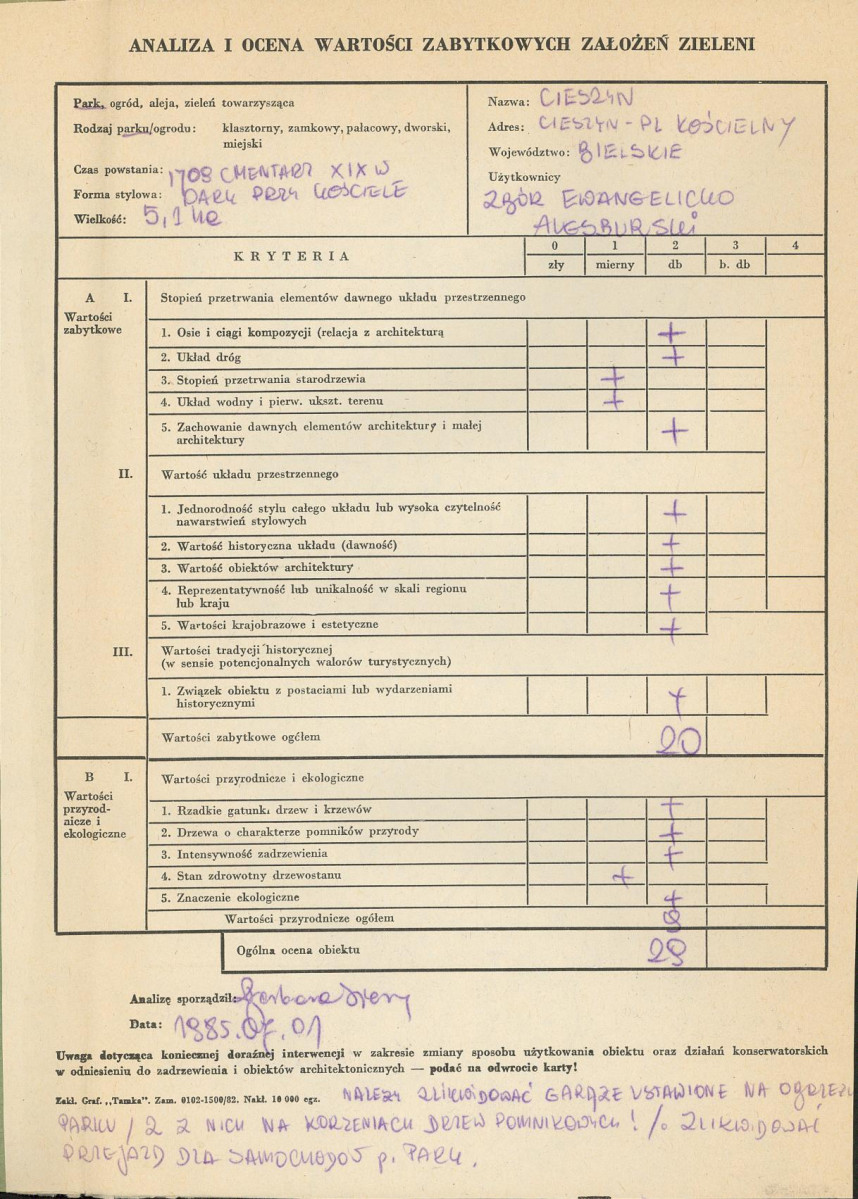 ANALIZA I OCENA WARTOŚCI ZABYTKOWYCH ZAŁOŻEŃ ZIELENI
Park, ogród, aleja, zieleń towarzysząca
Rodzaj parku/ogrodu: klasztorny, zamkowy, pałacowy, dworski,
miejski
Czas powstania: 1709 CMENTARZ XIX W
Forma stylowa: PARK PRZY KOŚCIELE
Wielkość: 5,1 ha
Nazwa: CIESZYN
Adres: CIESZYN - PL KOŚCIELNY
Województwo: BIELSKIE
Użytkownicy
ZBÓR EWANGELICKO
AUGSBURSKI
KRYTERIA
0 1 2 3 4
zły mierny db b. db
A I. Stopień przetrwania elementów dawnego układu przestrzennego
Wartości
zabytkowe
1. Osie i ciągi kompozycji (relacja z architekturą +
2. Układ dróg +
3. Stopień przetrwania starodrzewia +
4. Układ wodny i pierw. ukszt. terenu +
5. Zachowanie dawnych elementów architektury i małej
architektury +
II. Wartość układu przestrzennego
1. Jednorodność stylu całego układu lub wysoka czytelność
nawarstwień stylowych +
2. Wartość historyczna układu (dawność) +
3. Wartość obiektów architektury +
4. Reprezentatywność lub unikalność w skali regionu
lub kraju +
5. Wartości krajobrazowe i estetyczne +
III. Wartości tradycji historycznej
(w sensie potencjonalnych walorów turystycznych)
1. Związek obiektu z postaciami lub wydarzeniami
historycznymi +
Wartości zabytkowe ogółem 20
B I. Wartości przyrodnicze i ekologiczne
Wartości
przyrod-
nicze i
ekologiczne
1. Rzadkie gatunki drzew i krzewów +
2. Drzewa o charakterze pomników przyrody +
3. Intensywność zadrzewienia +
4. Stan zdrowotny drzewostanu +
5. Znaczenie ekologiczne +
Wartości przyrodnicze ogółem 9
Ogólna ocena obiektu 29
Analizę sporządził: Barbara
Data: 1985.07.01
Uwaga dotycząca koniecznej doraźnej interwencji w zakresie zmiany sposobu użytkowania obiektu oraz działań konserwatorskich
w odniesieniu do zadrzewienia i obiektów architektonicznych — podać na odwrocie karty!
Zakł. Graf. „Tamka". Zam. 0102-1500/82. Nakł. 10 000 egz. NALEŻY ZLIKWIDOWAĆ GARAŻE USTAWIONE NA
PARKU / 2 Z NICH NA KORZENIACH DRZEW POMNIKOWYCH! /. ZLIKWIDOWAĆ
PRZEJAZD DLA SAMOCHODÓW p. PARK.